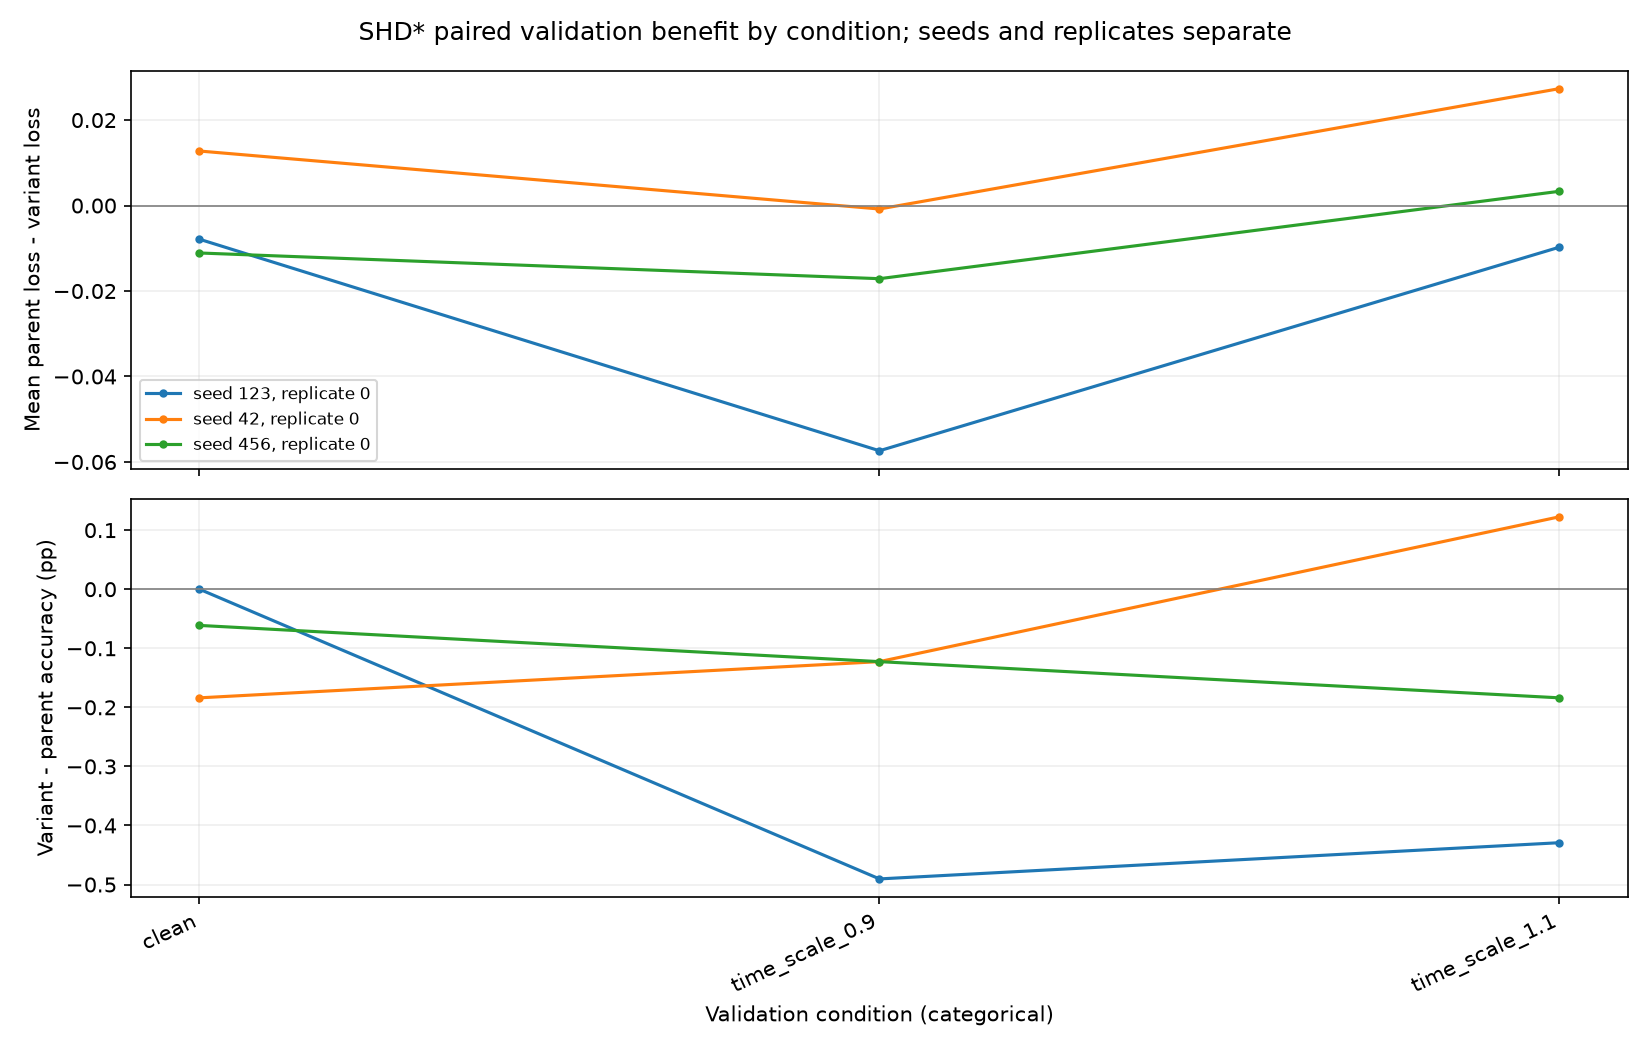 SHD* paired validation benefit by condition; seeds and replicates separate
Mean parent loss - variant loss
0.02
0.00
−0.02
−0.04
−0.06
seed 123, replicate 0
seed 42, replicate 0
seed 456, replicate 0
Variant - parent accuracy (pp)
0.1
0.0
−0.1
−0.2
−0.3
−0.4
−0.5
clean
time_scale_0.9
time_scale_1.1
Validation condition (categorical)